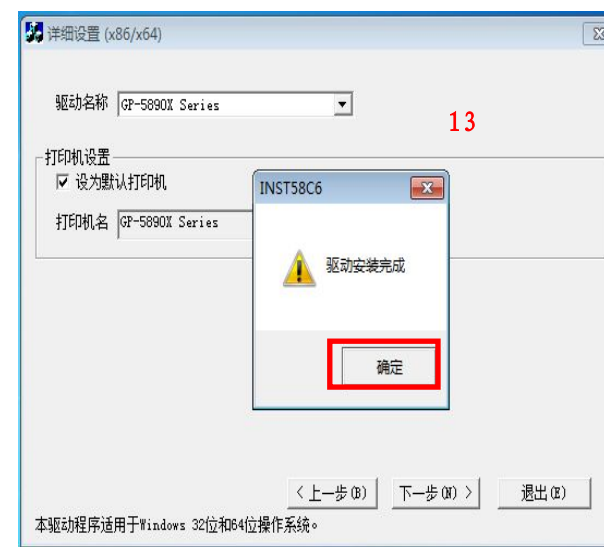 详细设置 (x86/x64)
驱动名称 GP-5890X Series
13
打印机设置
设为默认打印机
打印机名 GP-5890X Series
INST58C6
驱动安装完成
确定
< 上一步(B) 下一步(N) > 退出(E)
本驱动程序适用于Windows 32位和64位操作系统。